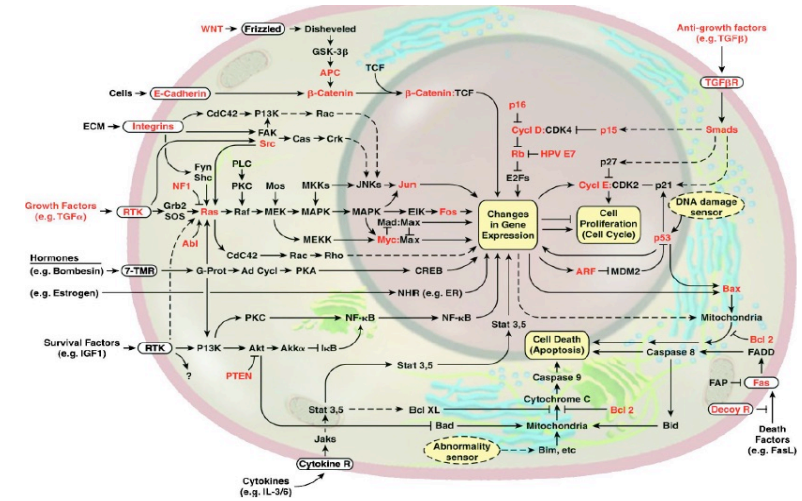 WNT Frizzled Disheveled
GSK-3β
APC
TCF
Cells E-Cadherin β-Catenin β-Catenin:TCF
Anti-growth factors
(e.g. TGFβ)
TGFβR
CdC42 P13K Rac
ECM Integrins
FAK
Src Cas Crk
p16
Cycl D:CDK4 p15 Smads
Rb HPV E7
E2Fs
p27
Cycl E:CDK2 p21
Fyn
Shc
NF1
PLC
PKC
Mos
MKKs JNKs Jun
Growth Factors
(e.g. TGFα)
RTK Grb2
SOS
Ras Raf MEK MAPK MAPK ElK Fos
Mad:Max
Abl
MEKK Myc:Max
Changes
in Gene
Expression
Cell
Proliferation
(Cell Cycle)
DNA damage
sensor
p53
CdC42 Rac Rho
Hormones
(e.g. Bombesin) 7-TMR G-Prot Ad Cycl PKA CREB
ARF MDM2
Bax
(e.g. Estrogen) NHR (e.g. ER)
Mitochondria
PKC NF-κB NF-κB
Stat 3,5
Survival Factors
(e.g. IGF1)
RTK P13K Akt Akkα IκB
?
PTEN
Cell Death
(Apoptosis)
Bcl 2
Caspase 8 FADD
FAP Fas
Stat 3,5
Caspase 9
Cytochrome C
Stat 3,5 Bcl XL Bcl 2
Decoy R
Bad Mitochondria Bid
Death
Factors
(e.g. FasL)
Jaks
Abnormality
sensor
Bim, etc
Cytokine R
Cytokines
(e.g. IL-3/6)